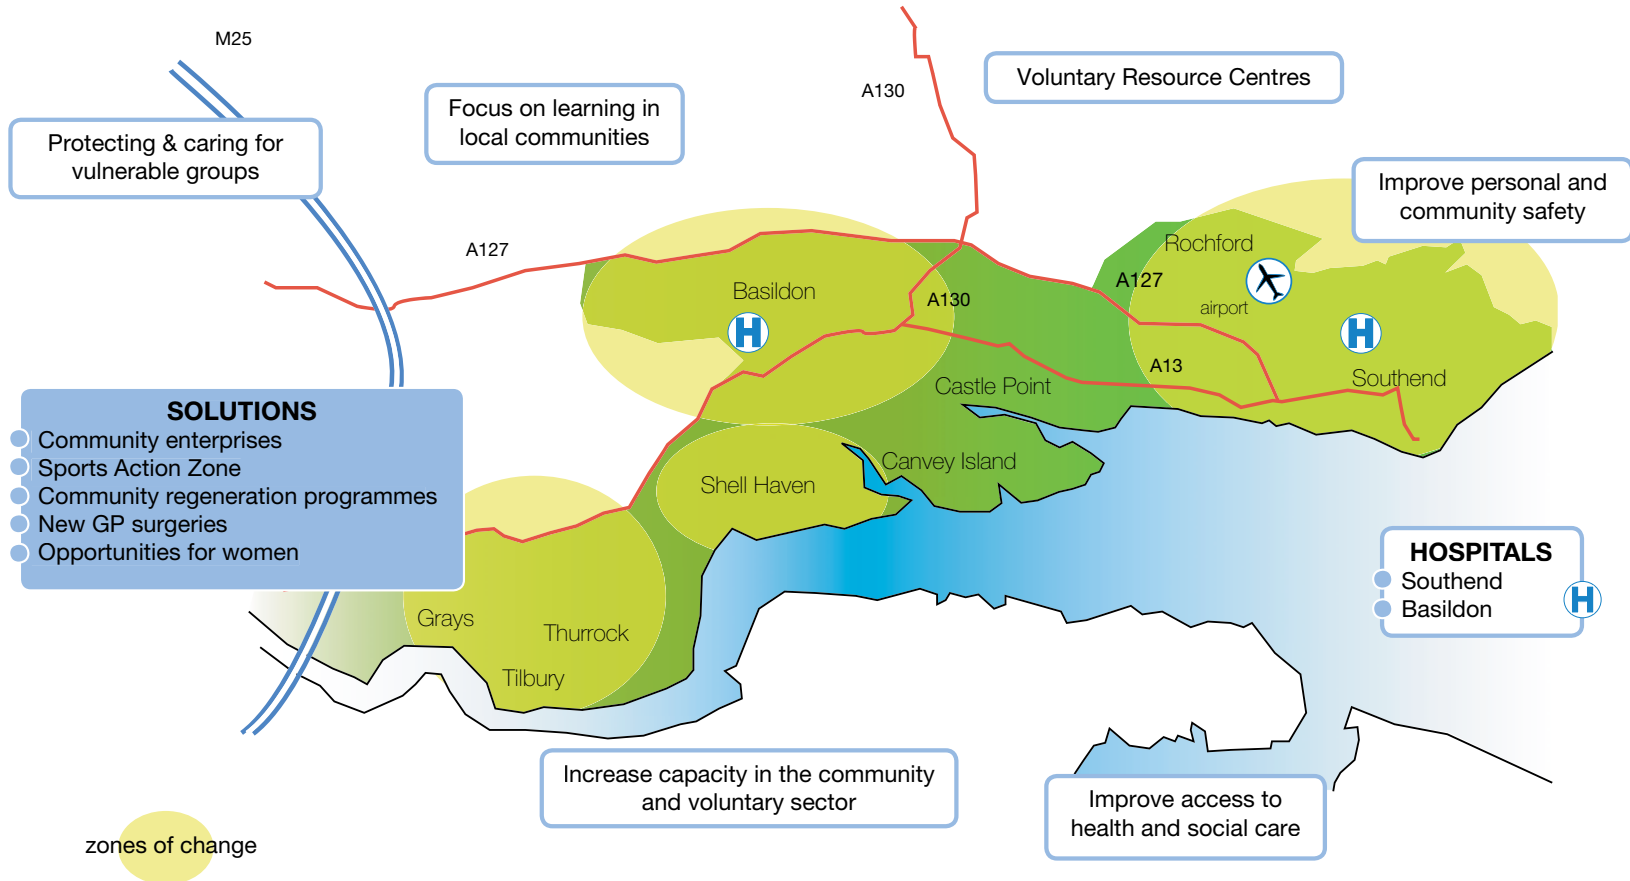 M25
Protecting & caring for
vulnerable groups
Focus on learning in
local communities
A130
Voluntary Resource Centres
Improve personal and
community safety
A127
Rochford
A127
airport
Basildon
H
A130
H
A13
Castle Point
Southend
SOLUTIONS
Community enterprises
Sports Action Zone
Community regeneration programmes
New GP surgeries
Opportunities for women
Canvey Island
Shell Haven
HOSPITALS
Southend
Basildon
H
Grays
Thurrock
Tilbury
Increase capacity in the community
and voluntary sector
Improve access to
health and social care
zones of change